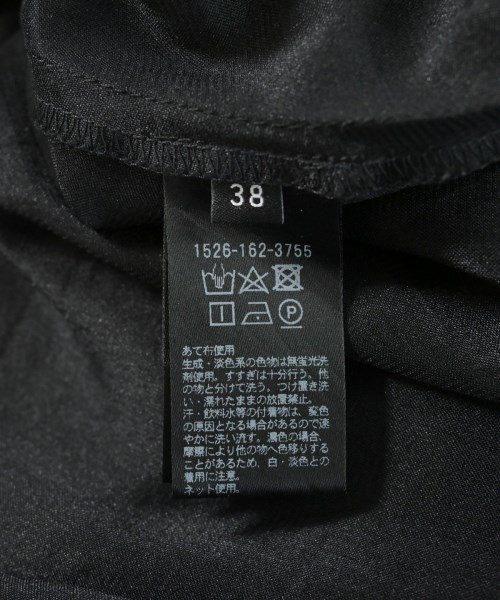 38
1526-162-3755
P
あて布使用
生成・淡色系の色物は無蛍光洗
剤使用。すすぎは十分行う。他
の物と分けて洗う。つけ置き洗
い・濡れたままの放置禁止。
汗・飲料水等の付着物は、変色
の原因となる場合があるので速
やかに洗い流す。濃色の場合、
摩擦により他の物へ色移りする
ことがあるため、白・淡色との
着用に注意。
ネット使用。